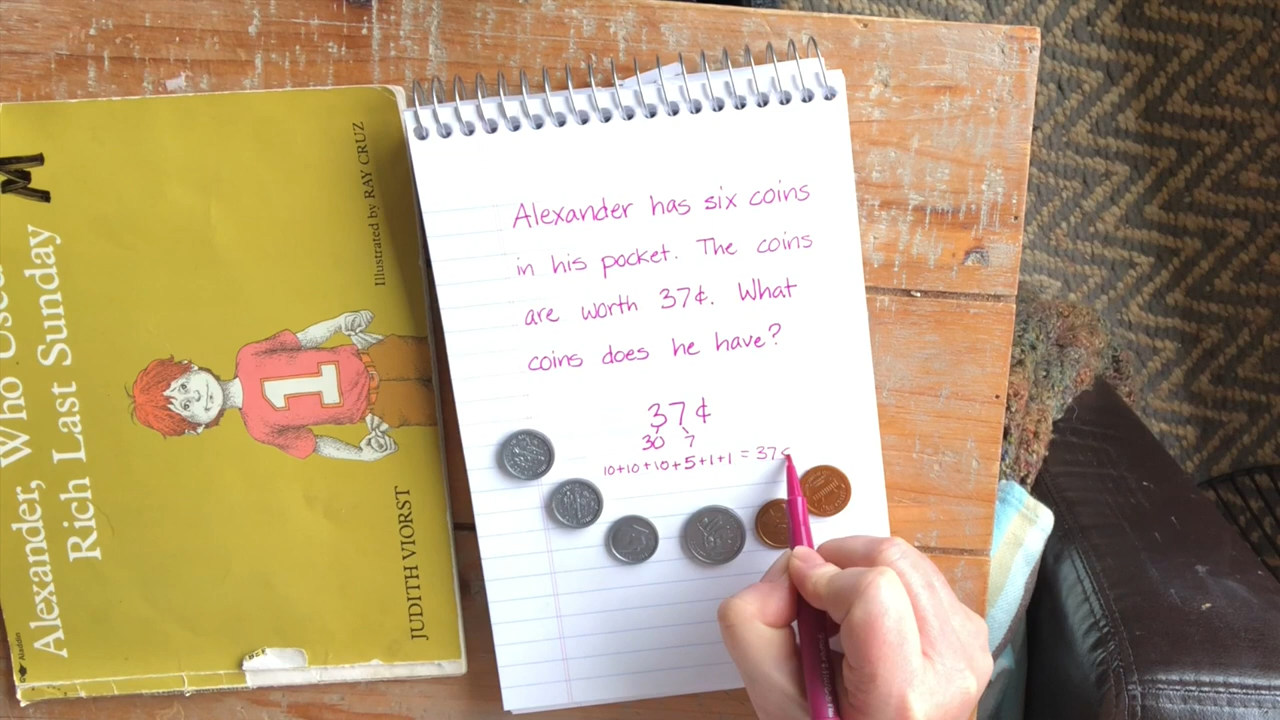 Alexander, Who Used
Rich Last Sunday
Illustrated by RAY CRUZ
JUDITH VIORST
Aladdin
1
Alexander has six coins
in his pocket. The coins
are worth 37¢. What
coins does he have?
37¢
30 7
10+10+10+5+1+1 = 37¢